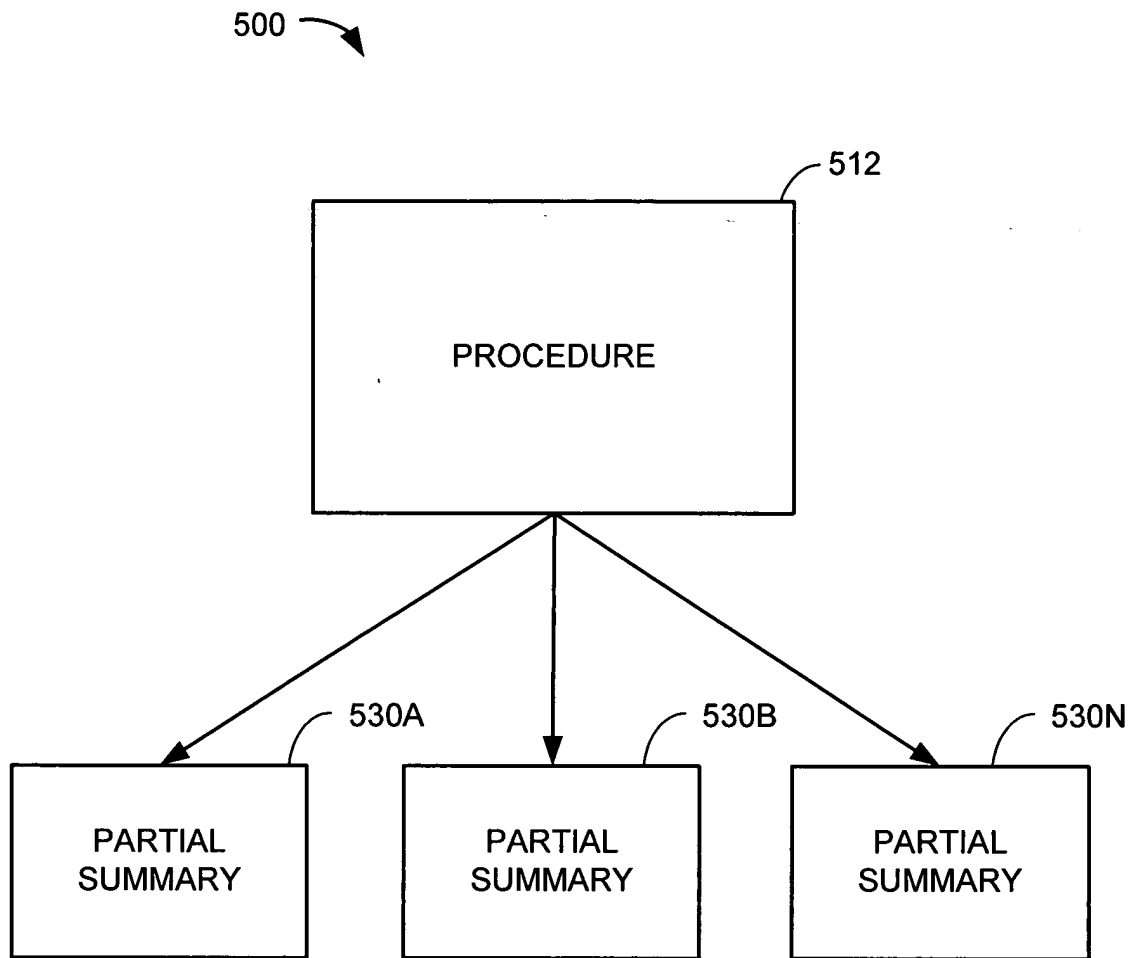 500
512
PROCEDURE
530A
530B
530N
PARTIAL
SUMMARY
PARTIAL
SUMMARY
PARTIAL
SUMMARY